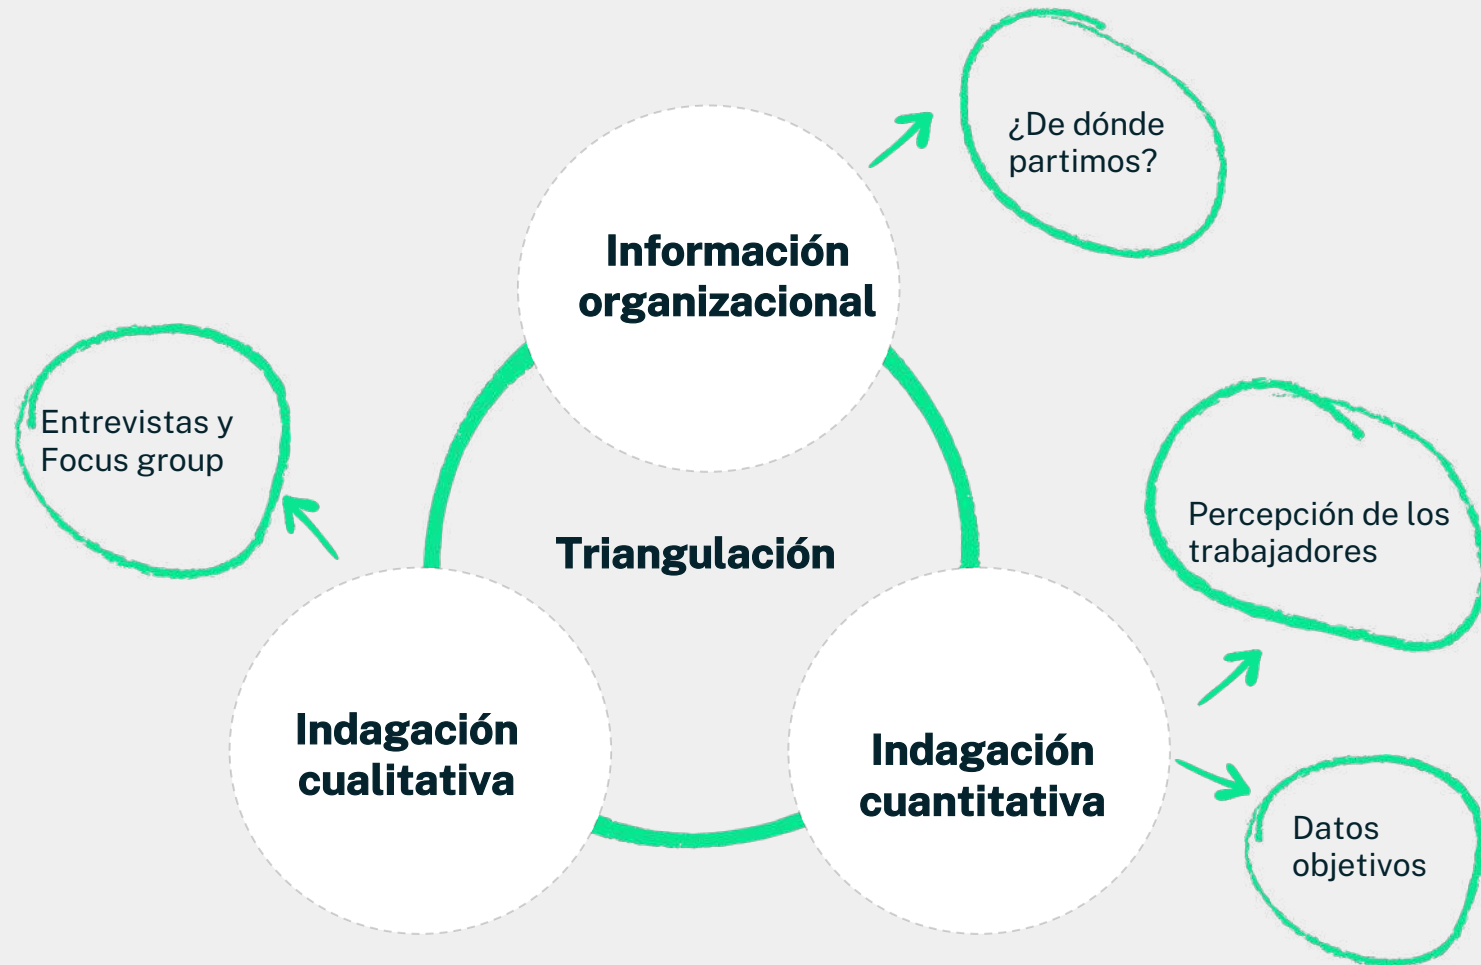 ¿De dónde
partimos?
Información
organizacional
Entrevistas y
Focus group
Percepción de los
trabajadores
Triangulación
Indagación
cualitativa
Indagación
cuantitativa
Datos
objetivos